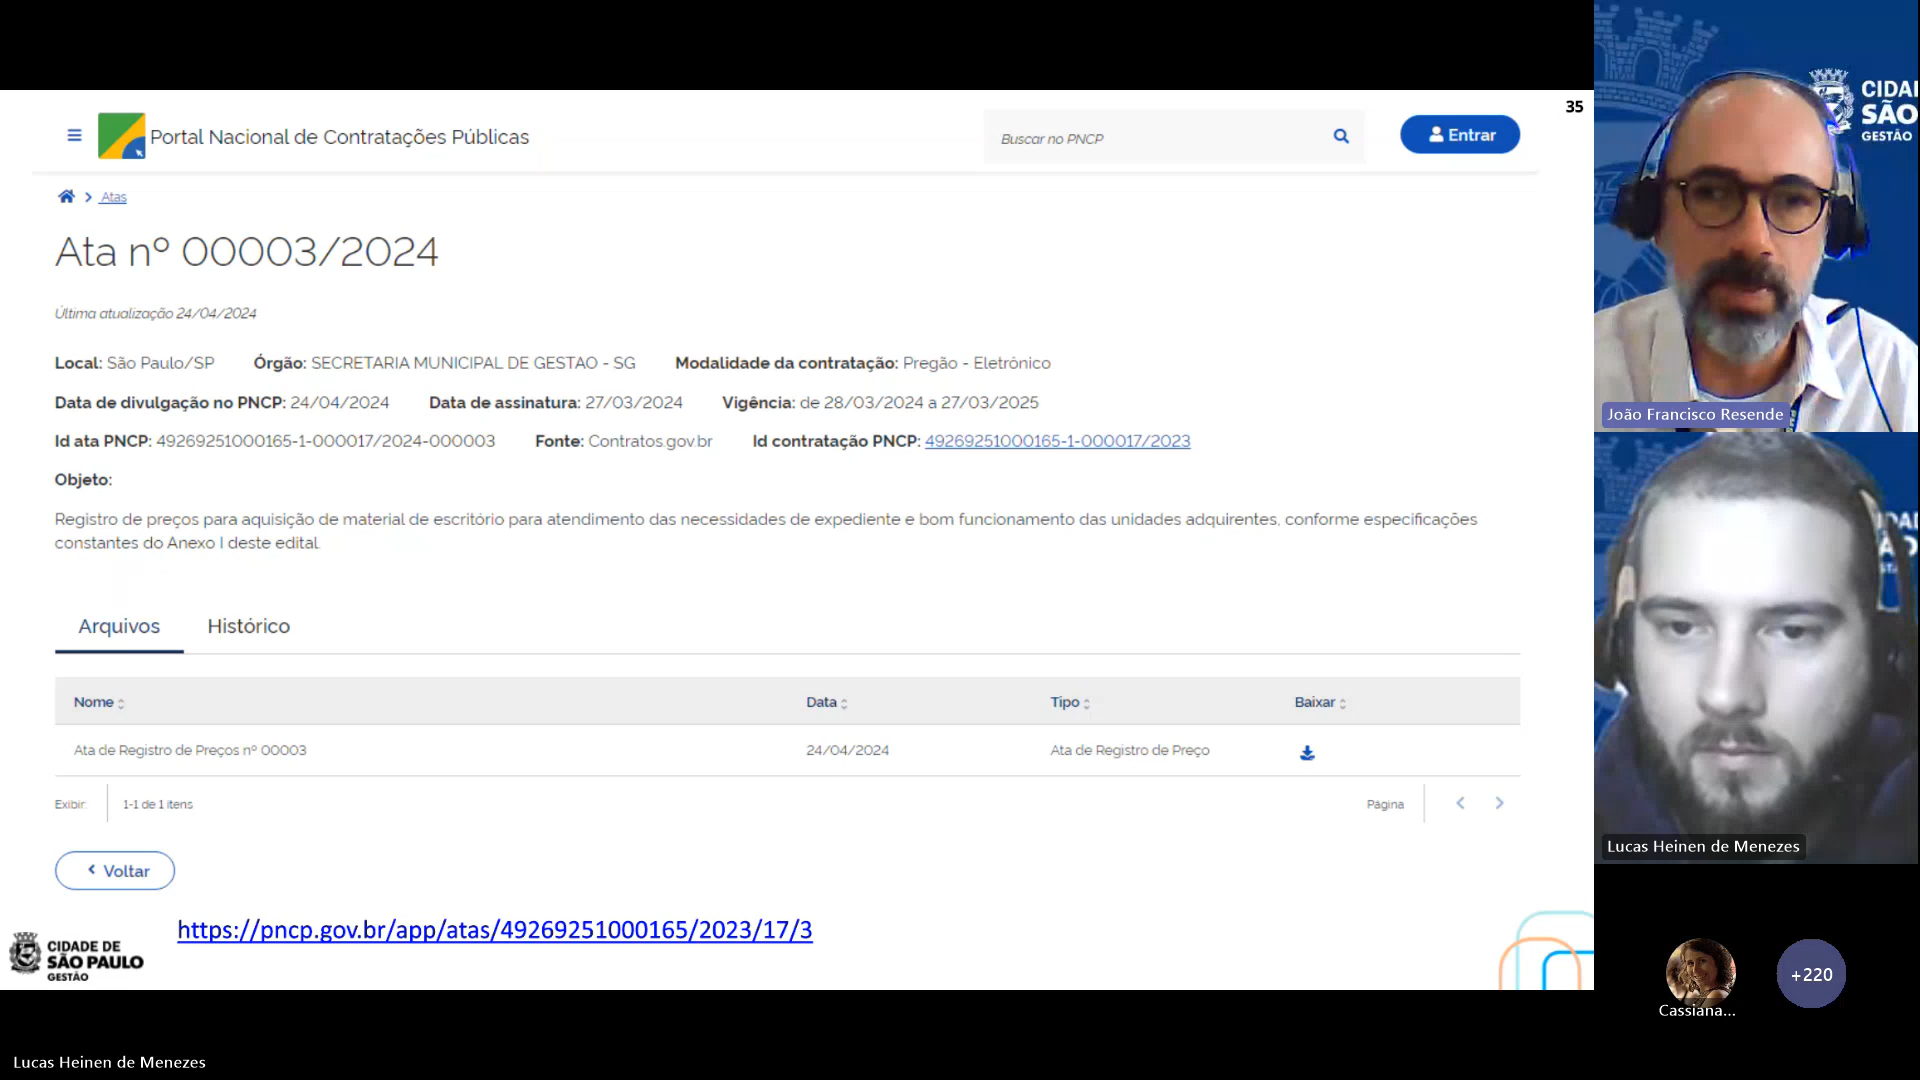 35
Portal Nacional de Contratações Públicas
Buscar no PNCP
Entrar
Atas
Ata nº 00003/2024
Última atualização 24/04/2024
Local: São Paulo/SP Órgão: SECRETARIA MUNICIPAL DE GESTAO - SG Modalidade da contratação: Pregão - Eletrônico
Data de divulgação no PNCP: 24/04/2024 Data de assinatura: 27/03/2024 Vigência: de 28/03/2024 a 27/03/2025
Id ata PNCP: 49269251000165-1-000017/2024-000003 Fonte: Contratos.gov.br Id contratação PNCP: 49269251000165-1-000017/2023
Objeto:
Registro de preços para aquisição de material de escritório para atendimento das necessidades de expediente e bom funcionamento das unidades adquirentes, conforme especificações
constantes do Anexo I deste edital.
Arquivos Histórico
Nome Data Tipo Baixar
Ata de Registro de Preços nº 00003 24/04/2024 Ata de Registro de Preço
Exibir: 1-1 de 1 itens Página
Voltar
https://pncp.gov.br/app/atas/49269251000165/2023/17/3
CIDADE DE
SÃO PAULO
GESTÃO
CIDA
SÃO
GESTÃO
João Francisco Resende
Lucas Heinen de Menezes
Cassiana...
+220
Lucas Heinen de Menezes